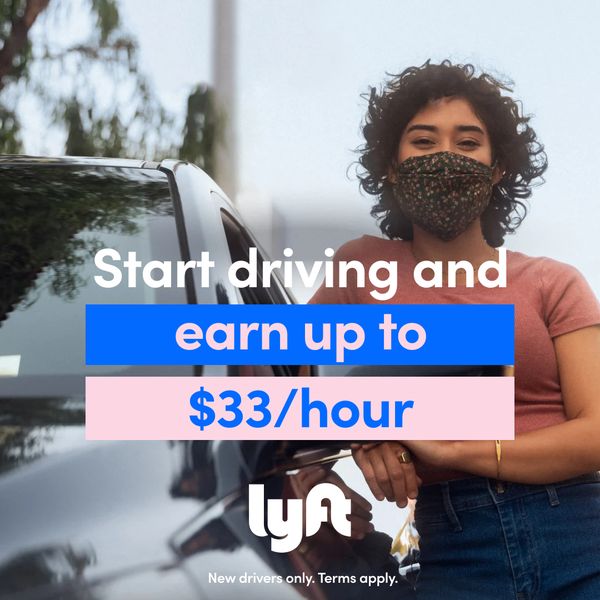 Start driving and
earn up to
$33/hour
lyft
New drivers only. Terms apply.